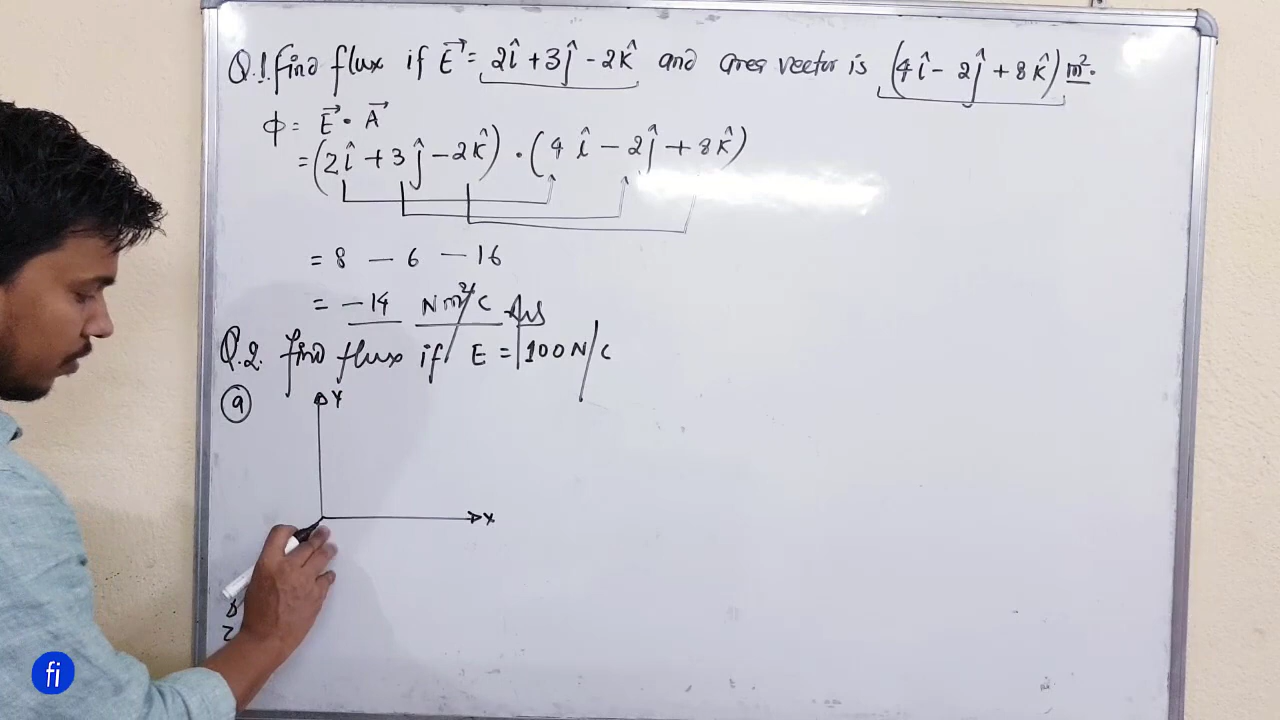 Q.1. Find flux if E⃗ = 2î + 3ĵ - 2k̂ and area vector is (4î - 2ĵ + 8k̂) m².
ϕ = E⃗ · A⃗
= (2î + 3ĵ - 2k̂) · (4î - 2ĵ + 8k̂)
= 8 - 6 - 16
= -14 Nm²/C Ans
Q.2. find flux if E = 100 N/C
(a)
Y
X
Z
fi